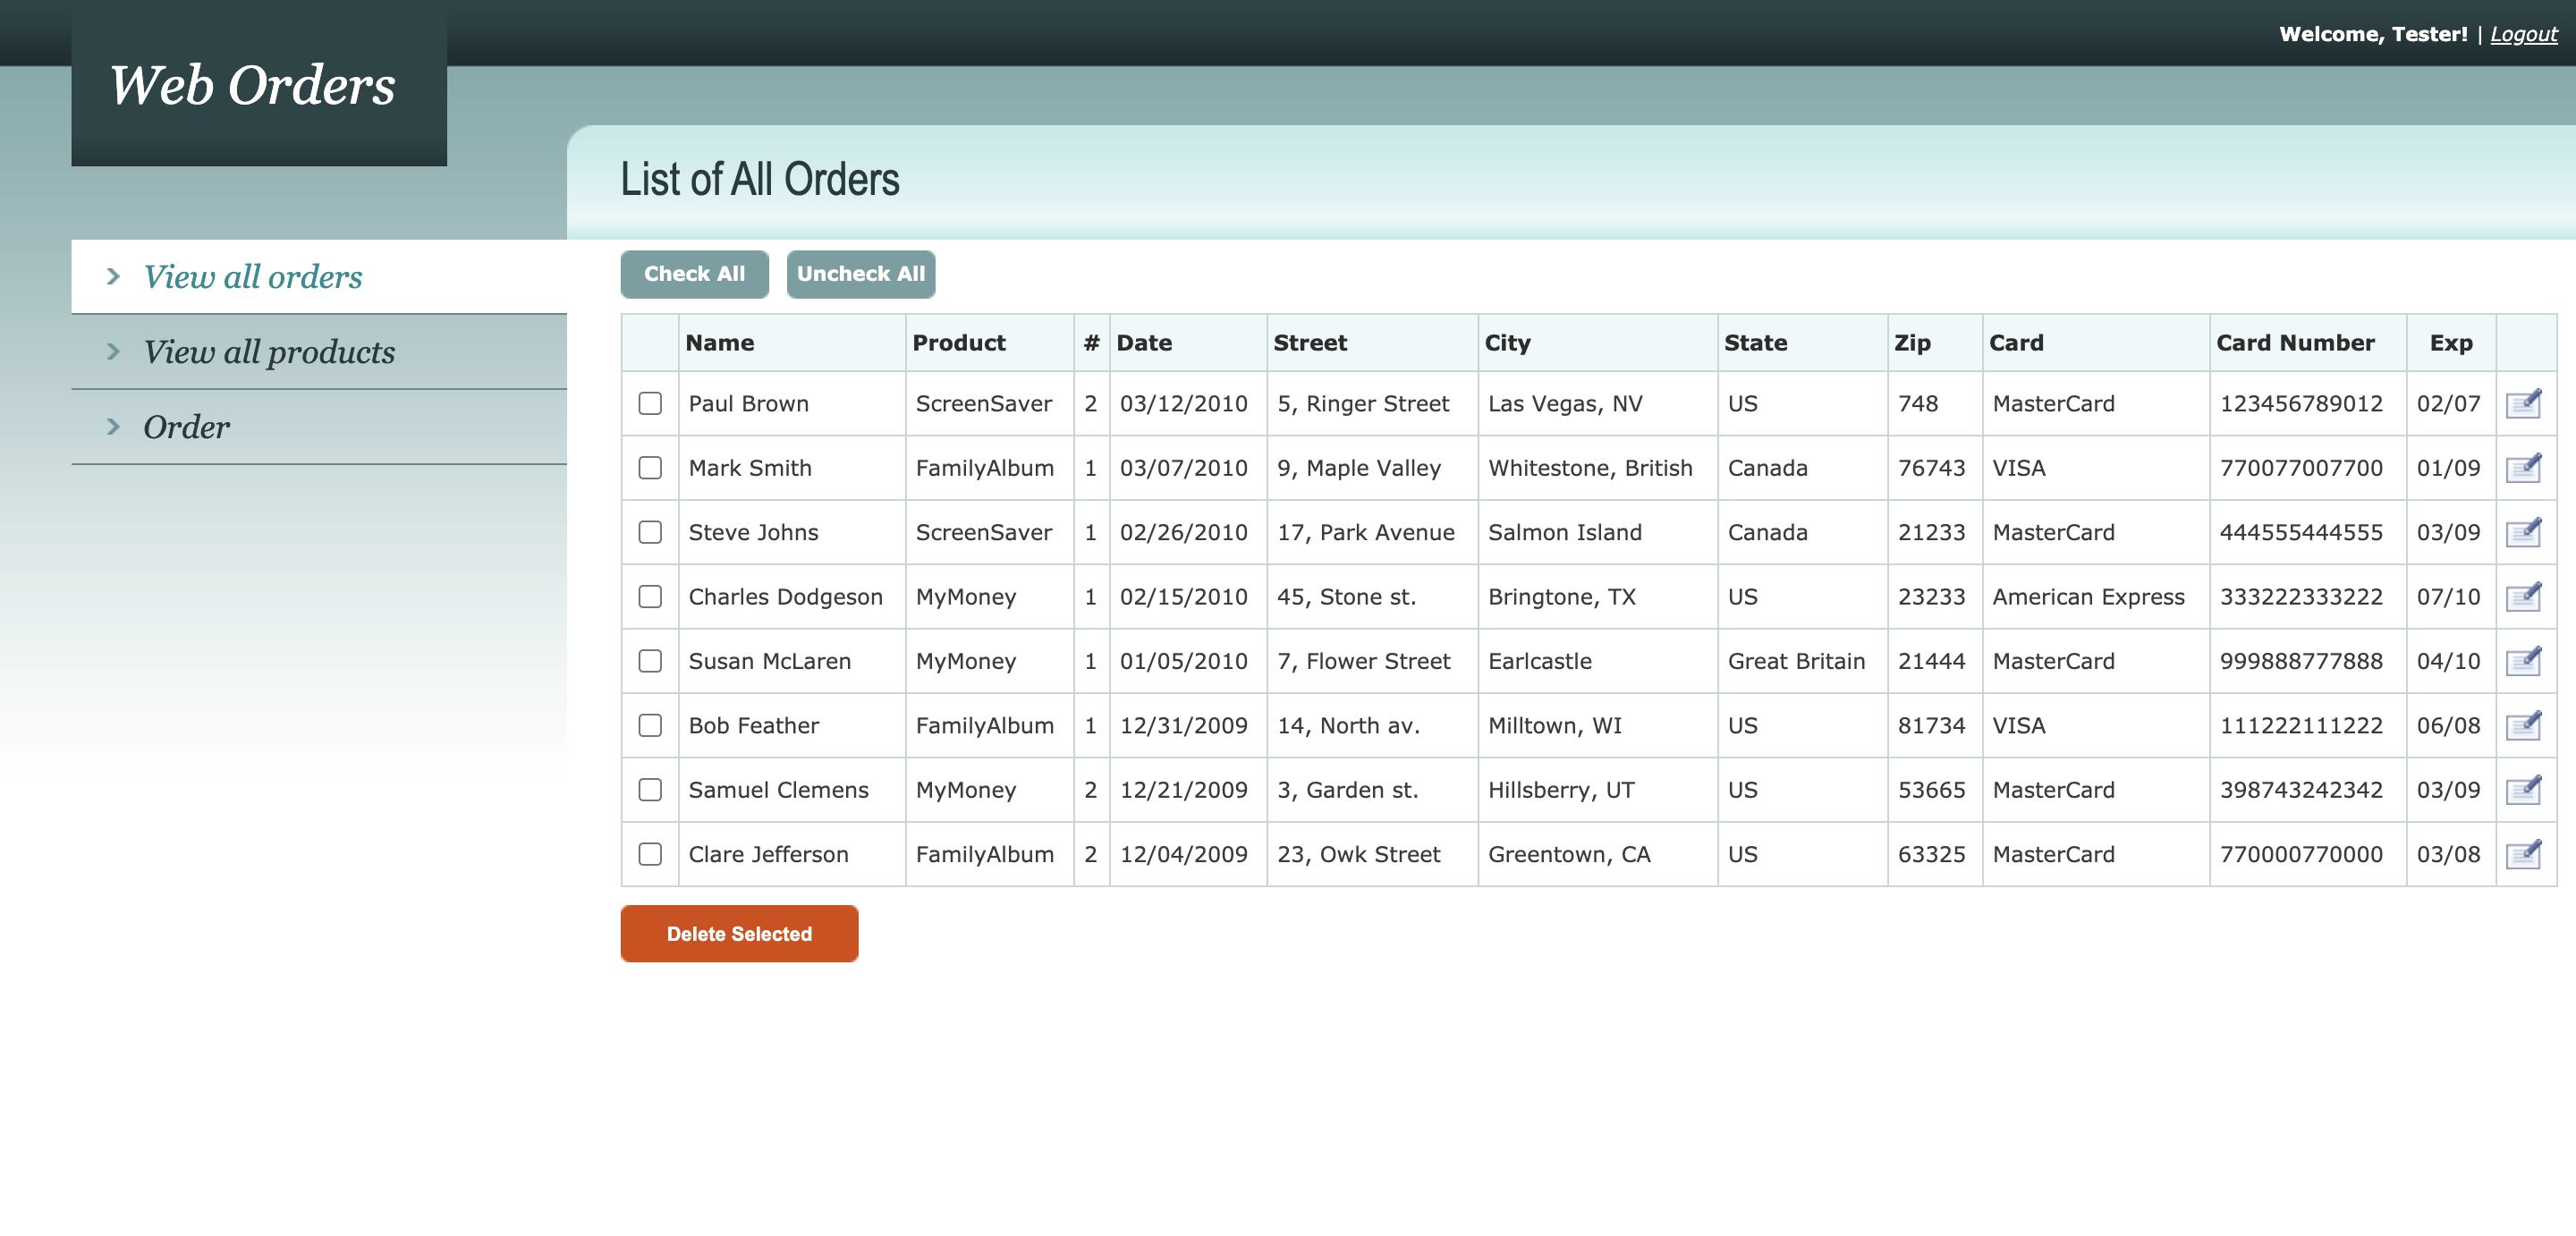 Welcome, Tester! | Logout
Web Orders
List of All Orders
View all orders
View all products
Order
Check All Uncheck All
Name Product # Date Street City State Zip Card Card Number Exp
Paul Brown ScreenSaver 2 03/12/2010 5, Ringer Street Las Vegas, NV US 748 MasterCard 123456789012 02/07
Mark Smith FamilyAlbum 1 03/07/2010 9, Maple Valley Whitestone, British Canada 76743 VISA 770077007700 01/09
Steve Johns ScreenSaver 1 02/26/2010 17, Park Avenue Salmon Island Canada 21233 MasterCard 444555444555 03/09
Charles Dodgeson MyMoney 1 02/15/2010 45, Stone st. Bringtone, TX US 23233 American Express 333222333222 07/10
Susan McLaren MyMoney 1 01/05/2010 7, Flower Street Earlcastle Great Britain 21444 MasterCard 999888777888 04/10
Bob Feather FamilyAlbum 1 12/31/2009 14, North av. Milltown, WI US 81734 VISA 111222111222 06/08
Samuel Clemens MyMoney 2 12/21/2009 3, Garden st. Hillsberry, UT US 53665 MasterCard 398743242342 03/09
Clare Jefferson FamilyAlbum 2 12/04/2009 23, Owk Street Greentown, CA US 63325 MasterCard 770000770000 03/08
Delete Selected